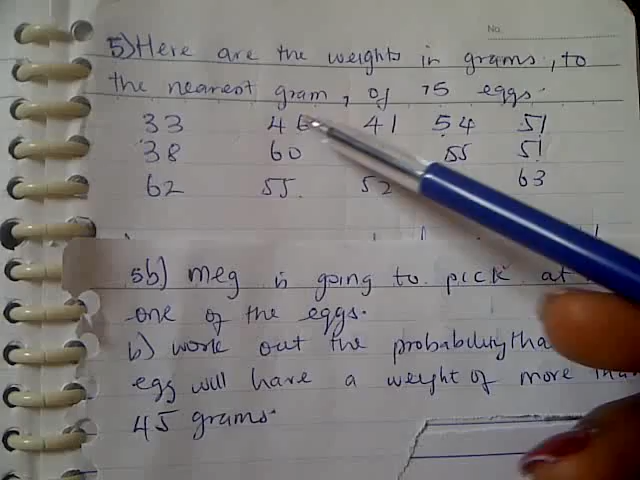 No.
5) Here are the weights in grams, to
the nearest gram, of 15 eggs.
33 46 41 54 51
38 60 55 51
62 55 52 63
5b) meg is going to pick at
one of the eggs.
b) work out the probability tha
egg will have a weight of more than
45 grams.